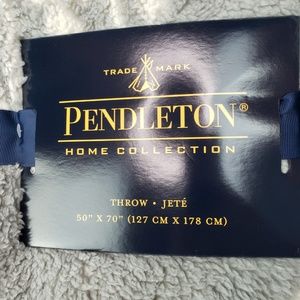 TRADE MARK
PENDLETON®
HOME COLLECTION
THROW • JETÉ
50" X 70" (127 CM X 178 CM)